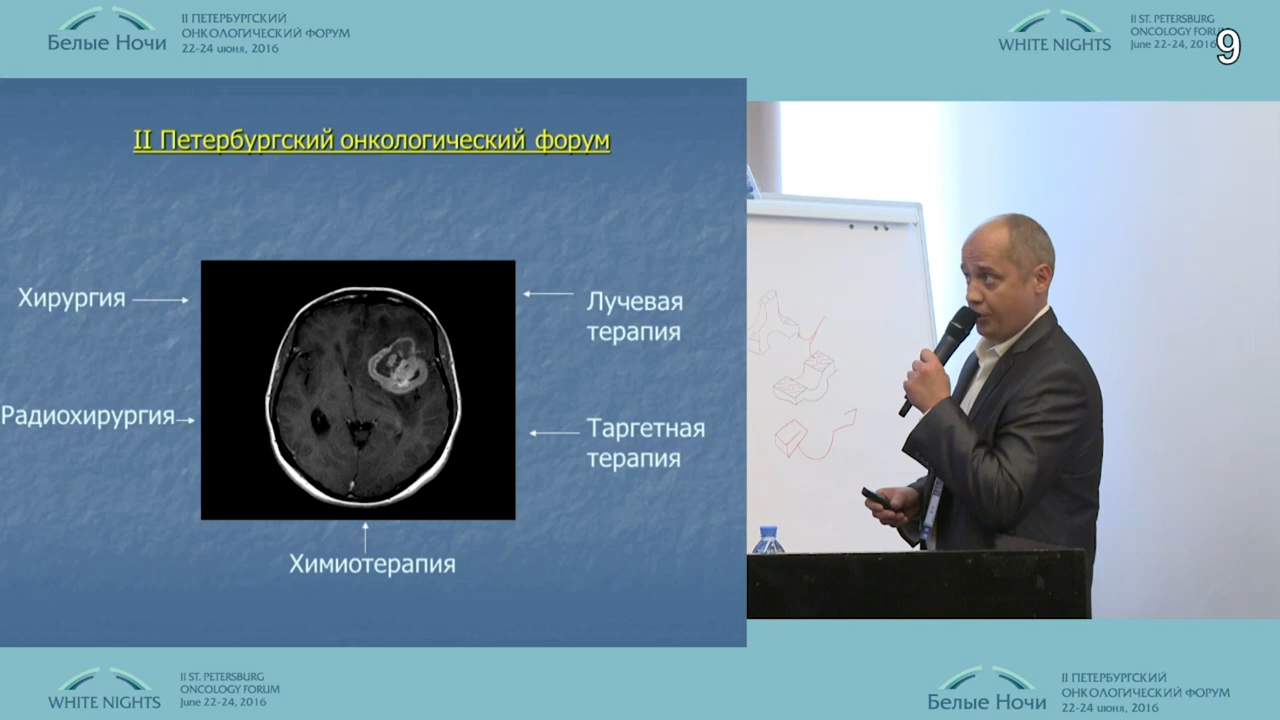 Белые Ночи
II ПЕТЕРБУРГСКИЙ
ОНКОЛОГИЧЕСКИЙ ФОРУМ
22-24 июня, 2016
WHITE NIGHTS
II ST. PETERSBURG
ONCOLOGY FORUM
June 22-24, 2016
9
II Петербургский онкологический форум
Хирургия
Лучевая
терапия
Радиохирургия
Таргетная
терапия
Химиотерапия
WHITE NIGHTS
II ST. PETERSBURG
ONCOLOGY FORUM
June 22-24, 2016
Белые Ночи
II ПЕТЕРБУРГСКИЙ
ОНКОЛОГИЧЕСКИЙ ФОРУМ
22-24 июня, 2016